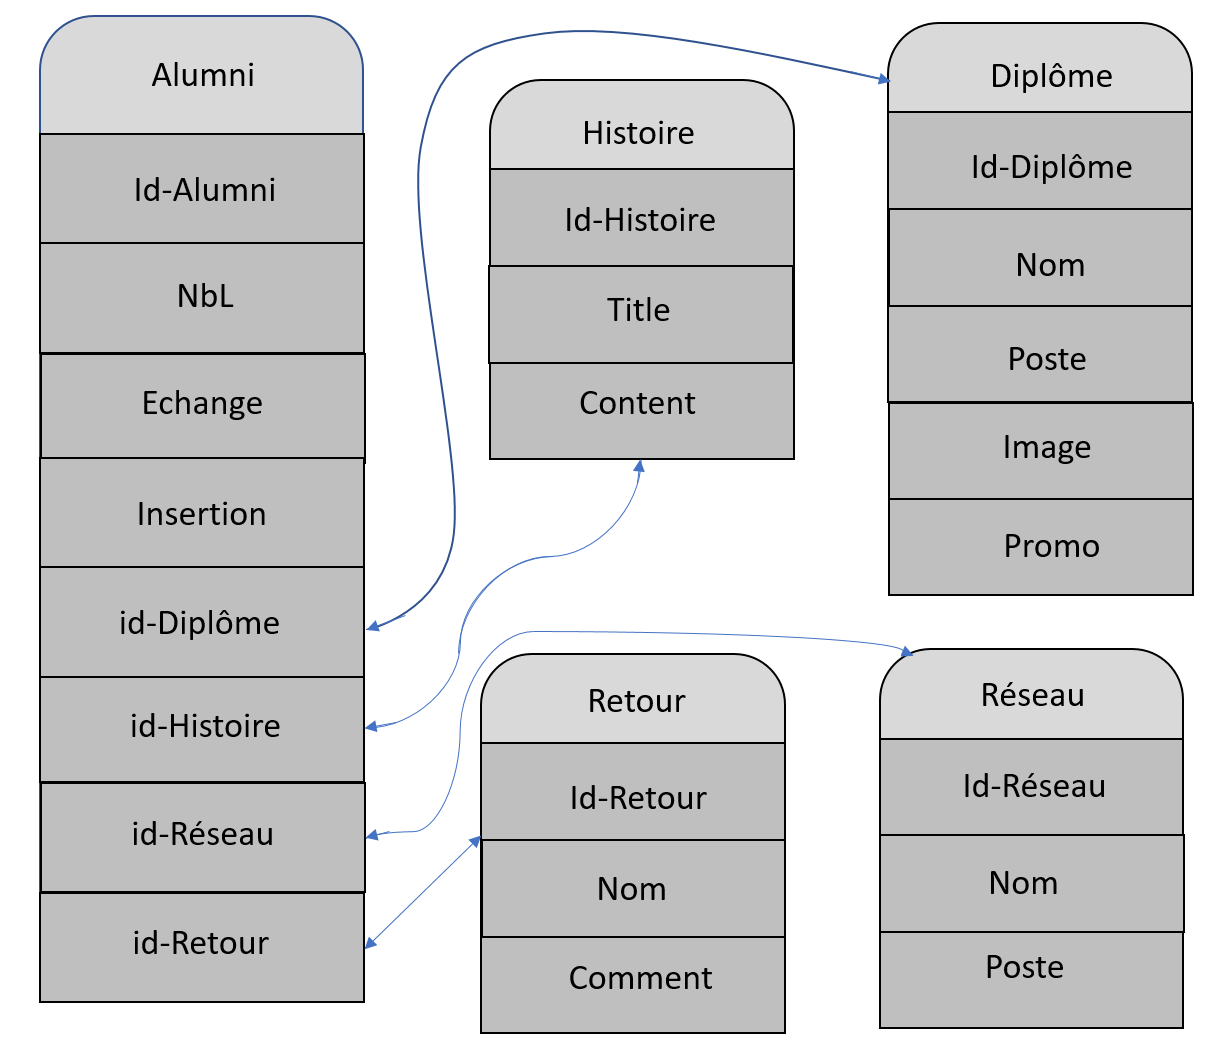 Alumni
Id-Alumni
NbL
Echange
Insertion
id-Diplôme
id-Histoire
id-Réseau
id-Retour
Histoire
Id-Histoire
Title
Content
Diplôme
Id-Diplôme
Nom
Poste
Image
Promo
Retour
Id-Retour
Nom
Comment
Réseau
Id-Réseau
Nom
Poste